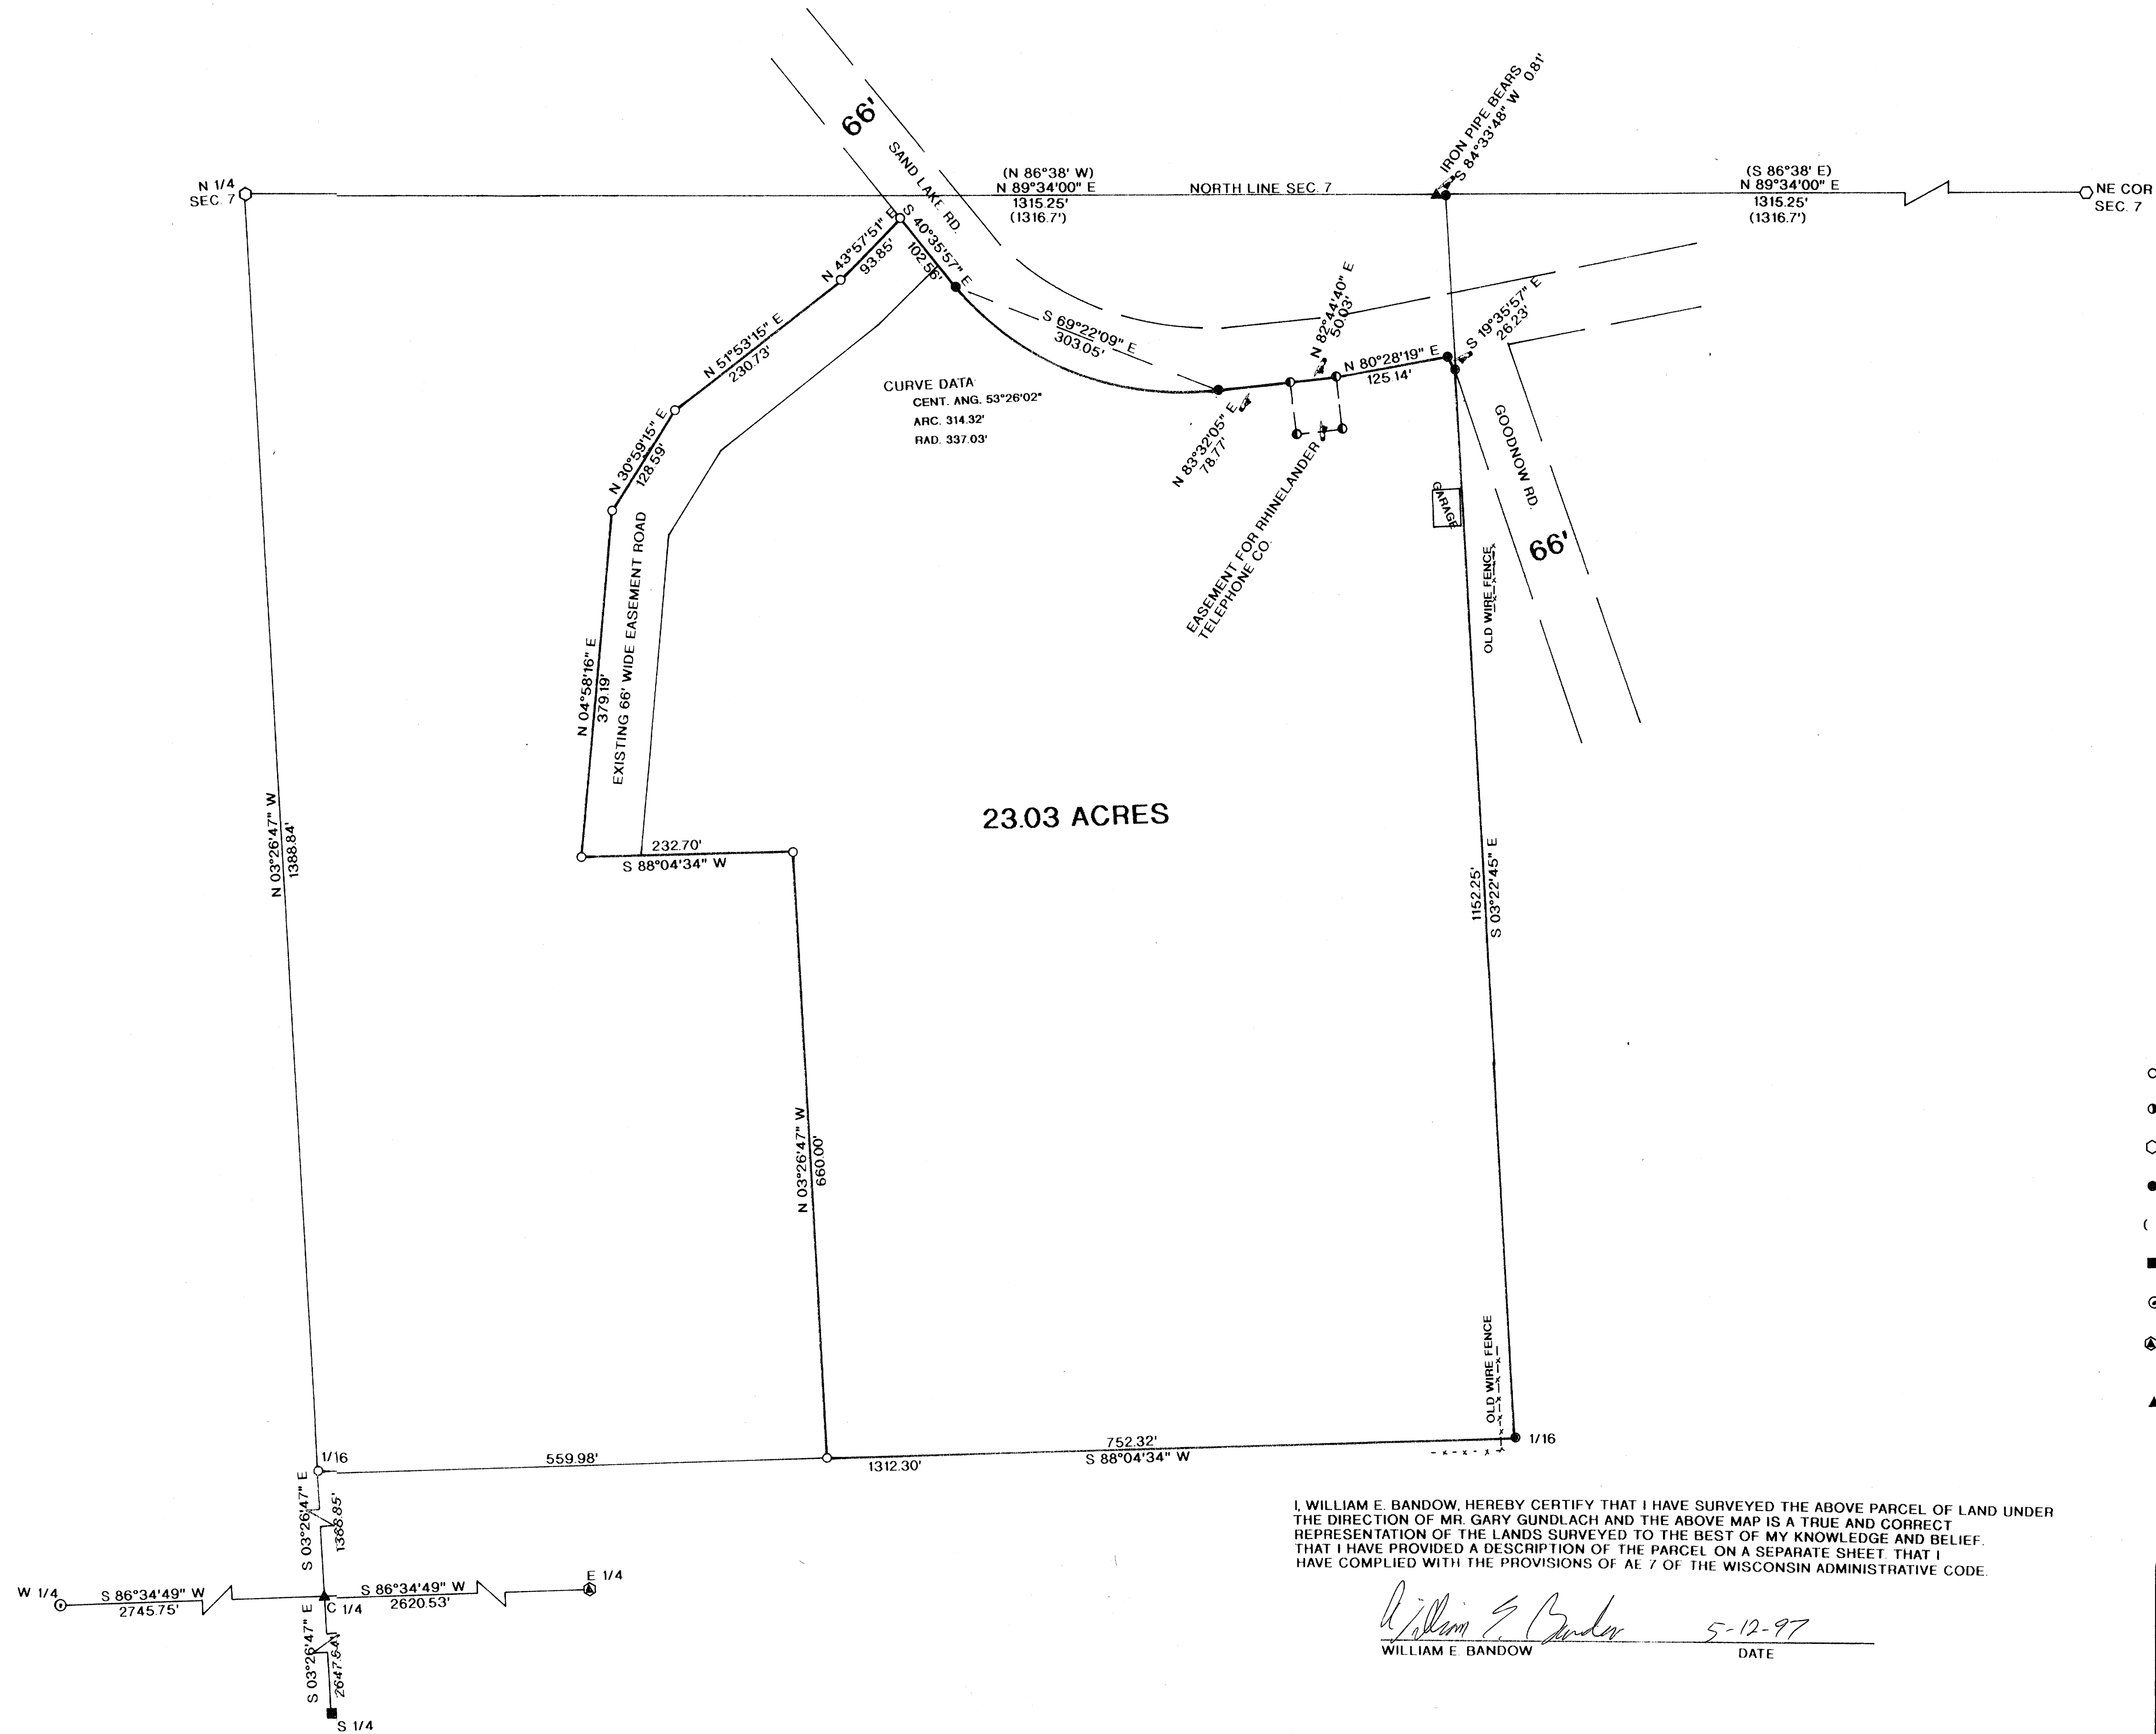 66'
SAND LAKE RD.
IRON PIPE BEARS
S 84°33'48" W 0.81'
N 1/4
SEC. 7
(N 86°38' W)
N 89°34'00" E
1315.25'
(1316.7')
NORTH LINE SEC. 7
(S 86°38' E)
N 89°34'00" E
1315.25'
(1316.7')
NE COR
SEC. 7
N 43°57'51" E
93.85'
S 40°35'57" E
102.56'
N 51°53'15" E
230.73'
S 69°22'09" E
303.05'
N 82°44'40" E
50.03'
S 19°35'57" E
26.23'
N 80°28'19" E
125.14'
CURVE DATA
CENT. ANG. 53°26'02"
ARC. 314.32'
RAD. 337.03'
N 83°32'05" E
78.77'
N 30°59'15" E
128.59'
EASEMENT FOR RHINELANDER
TELEPHONE CO.
GARAGE
GOODNOW RD.
66'
OLD WIRE FENCE
N 04°58'16" E
379.19'
EXISTING 66' WIDE EASEMENT ROAD
23.03 ACRES
N 03°26'47" W
1388.84'
232.70'
S 88°04'34" W
1152.25'
S 03°22'45" E
N 03°26'47" W
660.00'
OLD WIRE FENCE
1/16
559.98'
1312.30'
752.32'
S 88°04'34" W
1/16
S 03°26'47" E
1388.85'
W 1/4
S 86°34'49" W
2745.75'
C 1/4
S 86°34'49" W
2620.53'
E 1/4
S 03°26'47" E
2647.64'
S 1/4
I, WILLIAM E. BANDOW, HEREBY CERTIFY THAT I HAVE SURVEYED THE ABOVE PARCEL OF LAND UNDER
THE DIRECTION OF MR. GARY GUNDLACH AND THE ABOVE MAP IS A TRUE AND CORRECT
REPRESENTATION OF THE LANDS SURVEYED TO THE BEST OF MY KNOWLEDGE AND BELIEF.
THAT I HAVE PROVIDED A DESCRIPTION OF THE PARCEL ON A SEPARATE SHEET. THAT I
HAVE COMPLIED WITH THE PROVISIONS OF AE 7 OF THE WISCONSIN ADMINISTRATIVE CODE.
William E. Bandow 5-12-97
WILLIAM E. BANDOW DATE